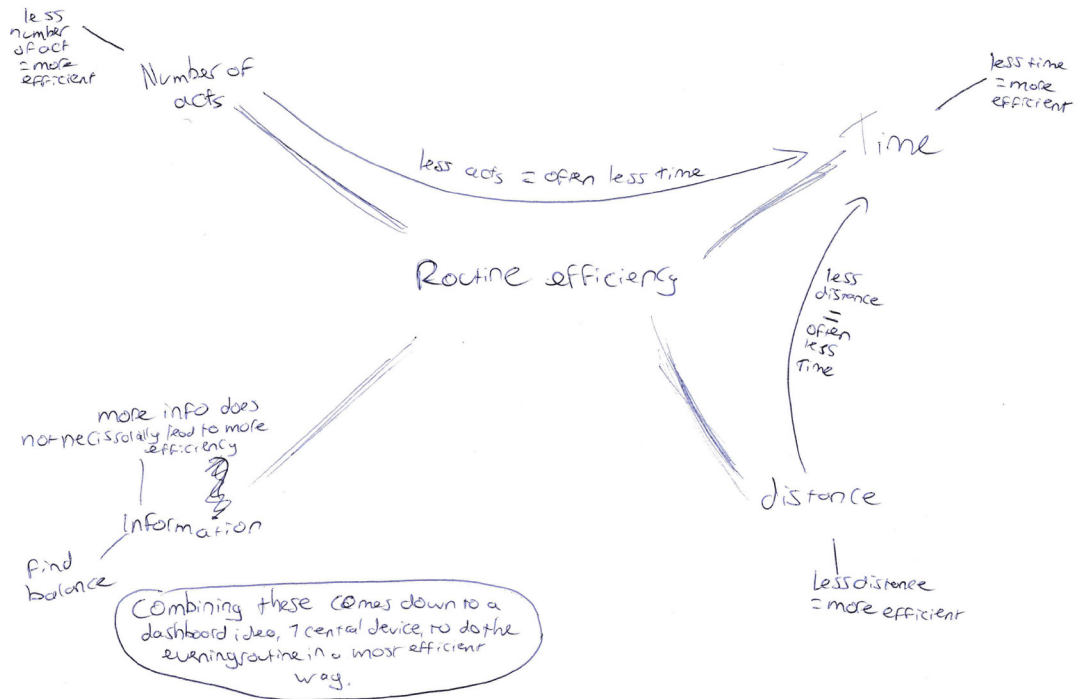 less
number
of act
= more
efficient
Number of
acts
less time
= more
efficient
Time
less acts = often less time
Routine efficiency
less
distance
=
often
less
Time
more info does
not necissolally lead to more
efficiency
information
find
balance
distance
Less distence
= more efficient
Combining these comes down to a
dashboard idea, 1 central device, to do the
evening routine in a most efficient
way.